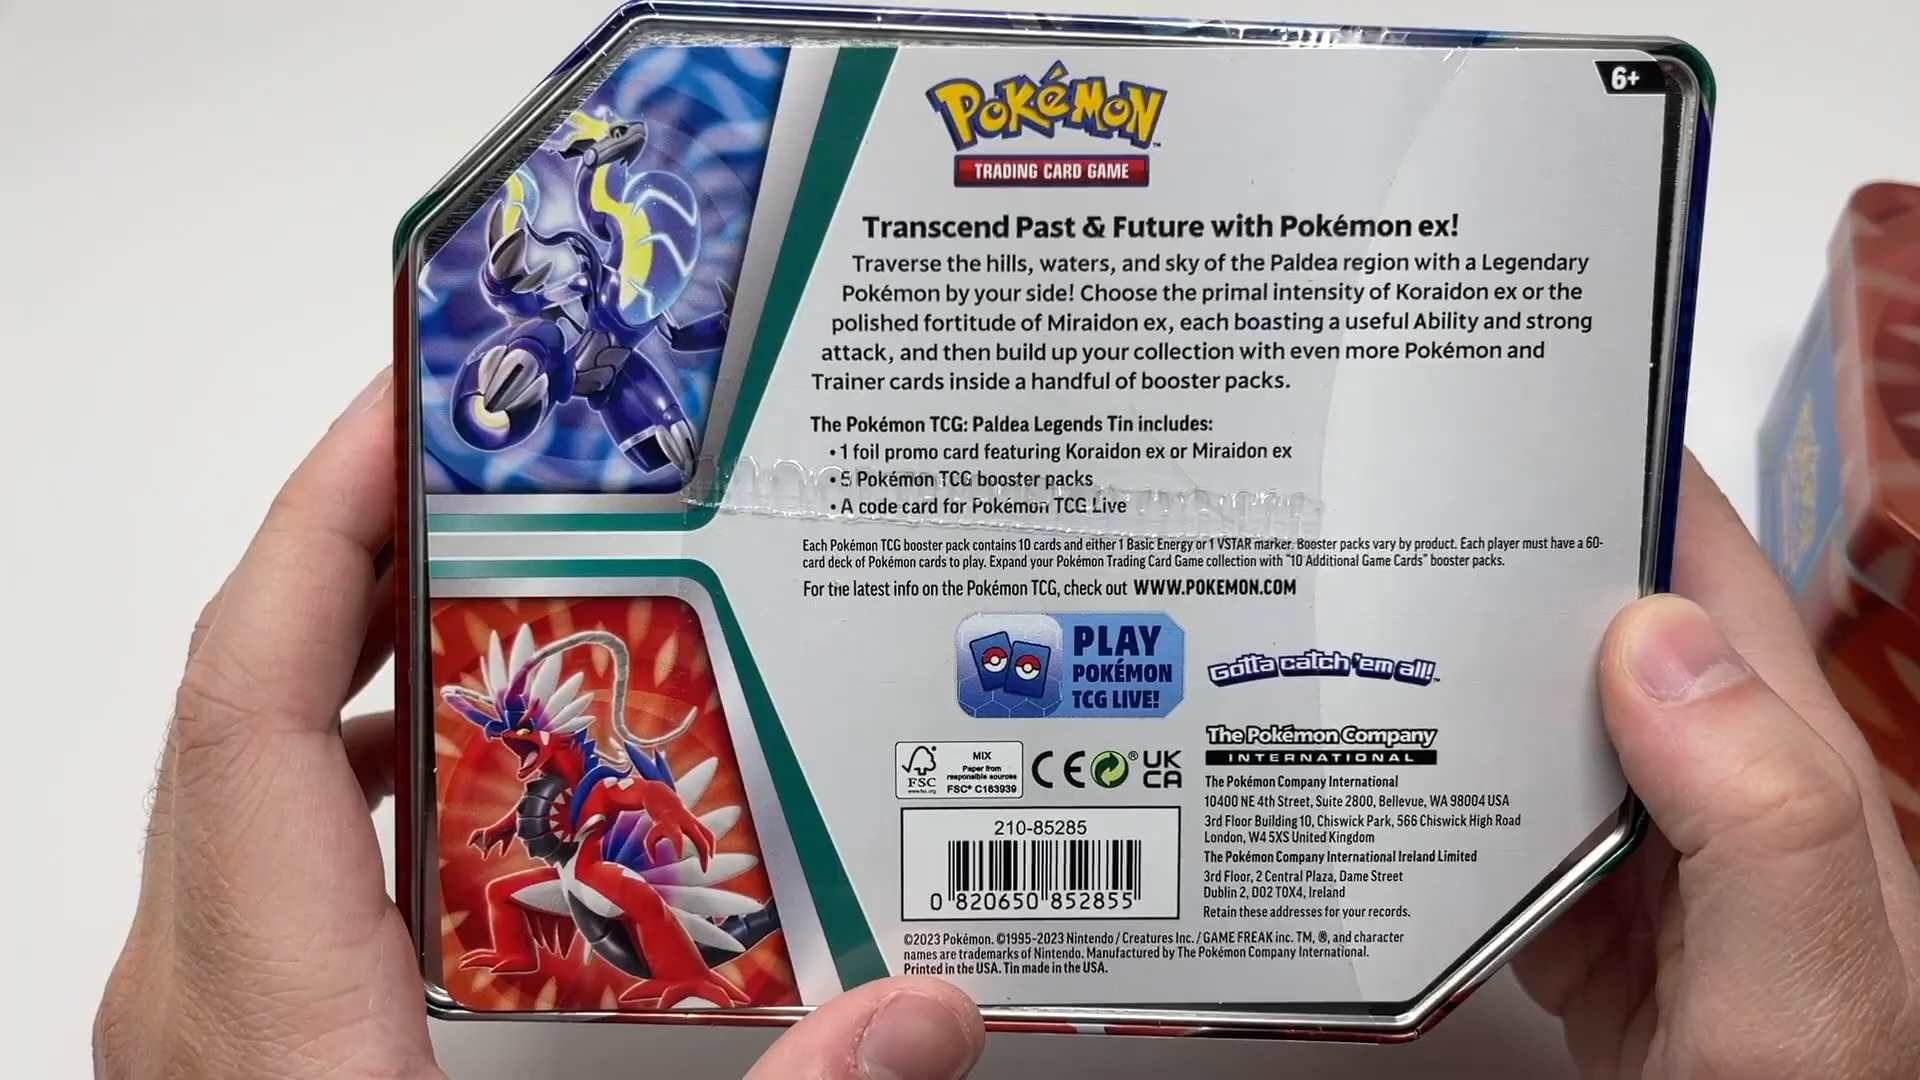 6+
POKéMON™
TRADING CARD GAME
Transcend Past & Future with Pokémon ex!
Traverse the hills, waters, and sky of the Paldea region with a Legendary
Pokémon by your side! Choose the primal intensity of Koraidon ex or the
polished fortitude of Miraidon ex, each boasting a useful Ability and strong
attack, and then build up your collection with even more Pokémon and
Trainer cards inside a handful of booster packs.
The Pokémon TCG: Paldea Legends Tin includes:
• 1 foil promo card featuring Koraidon ex or Miraidon ex
• 5 Pokémon TCG booster packs
• A code card for Pokémon TCG Live
Each Pokémon TCG booster pack contains 10 cards and either 1 Basic Energy or 1 VSTAR marker. Booster packs vary by product. Each player must have a 60-
card deck of Pokémon cards to play. Expand your Pokémon Trading Card Game collection with "10 Additional Game Cards" booster packs.
For the latest info on the Pokémon TCG, check out WWW.POKEMON.COM
PLAY
POKÉMON
TCG LIVE!
Gotta catch 'em all!™
FSC
www.fsc.org
MIX
Paper from
responsible sources
FSC® C163939
CE
®
UK
CA
The Pokémon Company
INTERNATIONAL
The Pokémon Company International
10400 NE 4th Street, Suite 2800, Bellevue, WA 98004 USA
3rd Floor Building 10, Chiswick Park, 566 Chiswick High Road
London, W4 5XS United Kingdom
The Pokémon Company International Ireland Limited
3rd Floor, 2 Central Plaza, Dame Street
Dublin 2, D02 T0X4, Ireland
Retain these addresses for your records.
210-85285
0 820650 852855
©2023 Pokémon. ©1995–2023 Nintendo / Creatures Inc. / GAME FREAK inc. TM, ®, and character
names are trademarks of Nintendo. Manufactured by The Pokémon Company International.
Printed in the USA. Tin made in the USA.